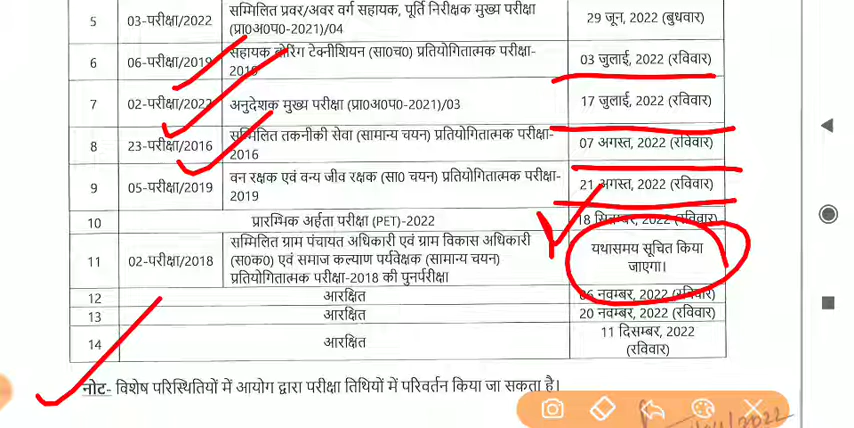 5 03-परीक्षा/2022 सम्मिलित प्रवर/अवर वर्ग सहायक, पूर्ति निरीक्षक मुख्य परीक्षा 29 जून, 2022 (बुधवार)
(प्रा0अ0प0-2021)/04
6 06-परीक्षा/2019 सहायक बोरिंग टेक्नीशियन (सा0च0) प्रतियोगितात्मक परीक्षा- 03 जुलाई, 2022 (रविवार)
2019
7 02-परीक्षा/2022 अनुदेशक मुख्य परीक्षा (प्रा0अ0प0-2021)/03 17 जुलाई, 2022 (रविवार)
8 23-परीक्षा/2016 सम्मिलित तकनीकी सेवा (सामान्य चयन) प्रतियोगितात्मक परीक्षा- 07 अगस्त, 2022 (रविवार)
2016
9 05-परीक्षा/2019 वन रक्षक एवं वन्य जीव रक्षक (सा0 चयन) प्रतियोगितात्मक परीक्षा- 21 अगस्त, 2022 (रविवार)
2019
10 प्रारम्भिक अर्हता परीक्षा (PET)-2022 18 सितम्बर, 2022 (रविवार)
11 02-परीक्षा/2018 सम्मिलित ग्राम पंचायत अधिकारी एवं ग्राम विकास अधिकारी यथासमय सूचित किया
(स0क0) एवं समाज कल्याण पर्यवेक्षक (सामान्य चयन) जाएगा।
प्रतियोगितात्मक परीक्षा-2018 की पुनर्परीक्षा
12 आरक्षित 06 नवम्बर, 2022 (रविवार)
13 आरक्षित 20 नवम्बर, 2022 (रविवार)
14 आरक्षित 11 दिसम्बर, 2022
(रविवार)
नोट- विशेष परिस्थितियों में आयोग द्वारा परीक्षा तिथियों में परिवर्तन किया जा सकता है।